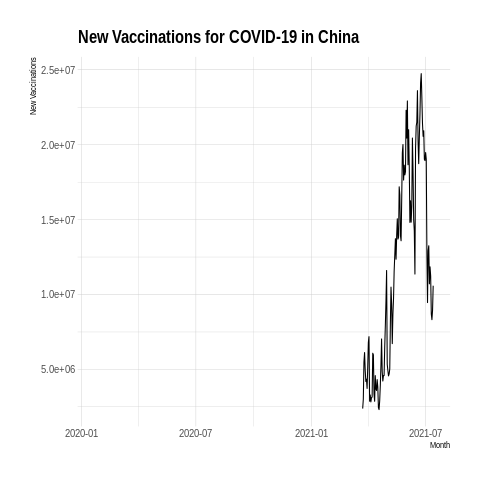 New Vaccinations for COVID-19 in China
New Vaccinations
2.5e+07
2.0e+07
1.5e+07
1.0e+07
5.0e+06
2020-01
2020-07
2021-01
2021-07
Month